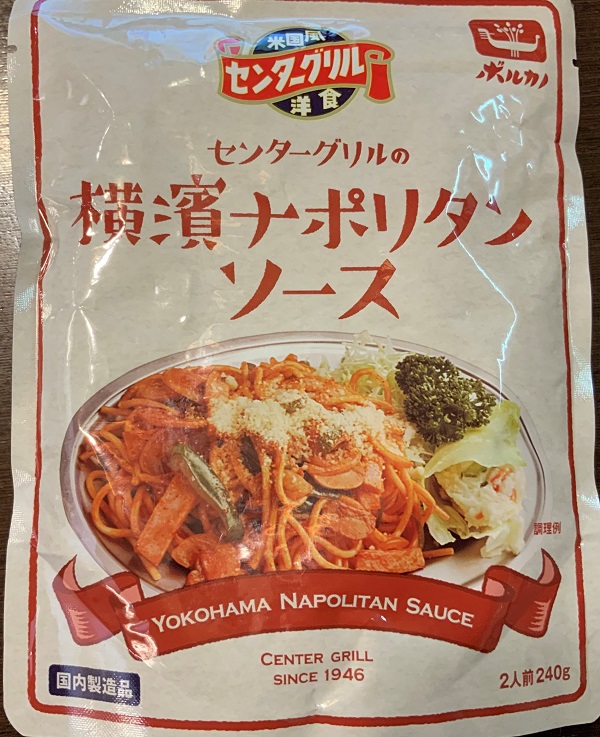 米国風
センターグリル
洋食
ボルカノ
センターグリルの
横濱ナポリタン
ソース
調理例
YOKOHAMA NAPOLITAN SAUCE
CENTER GRILL
SINCE 1946
国内製造品
2人前240g